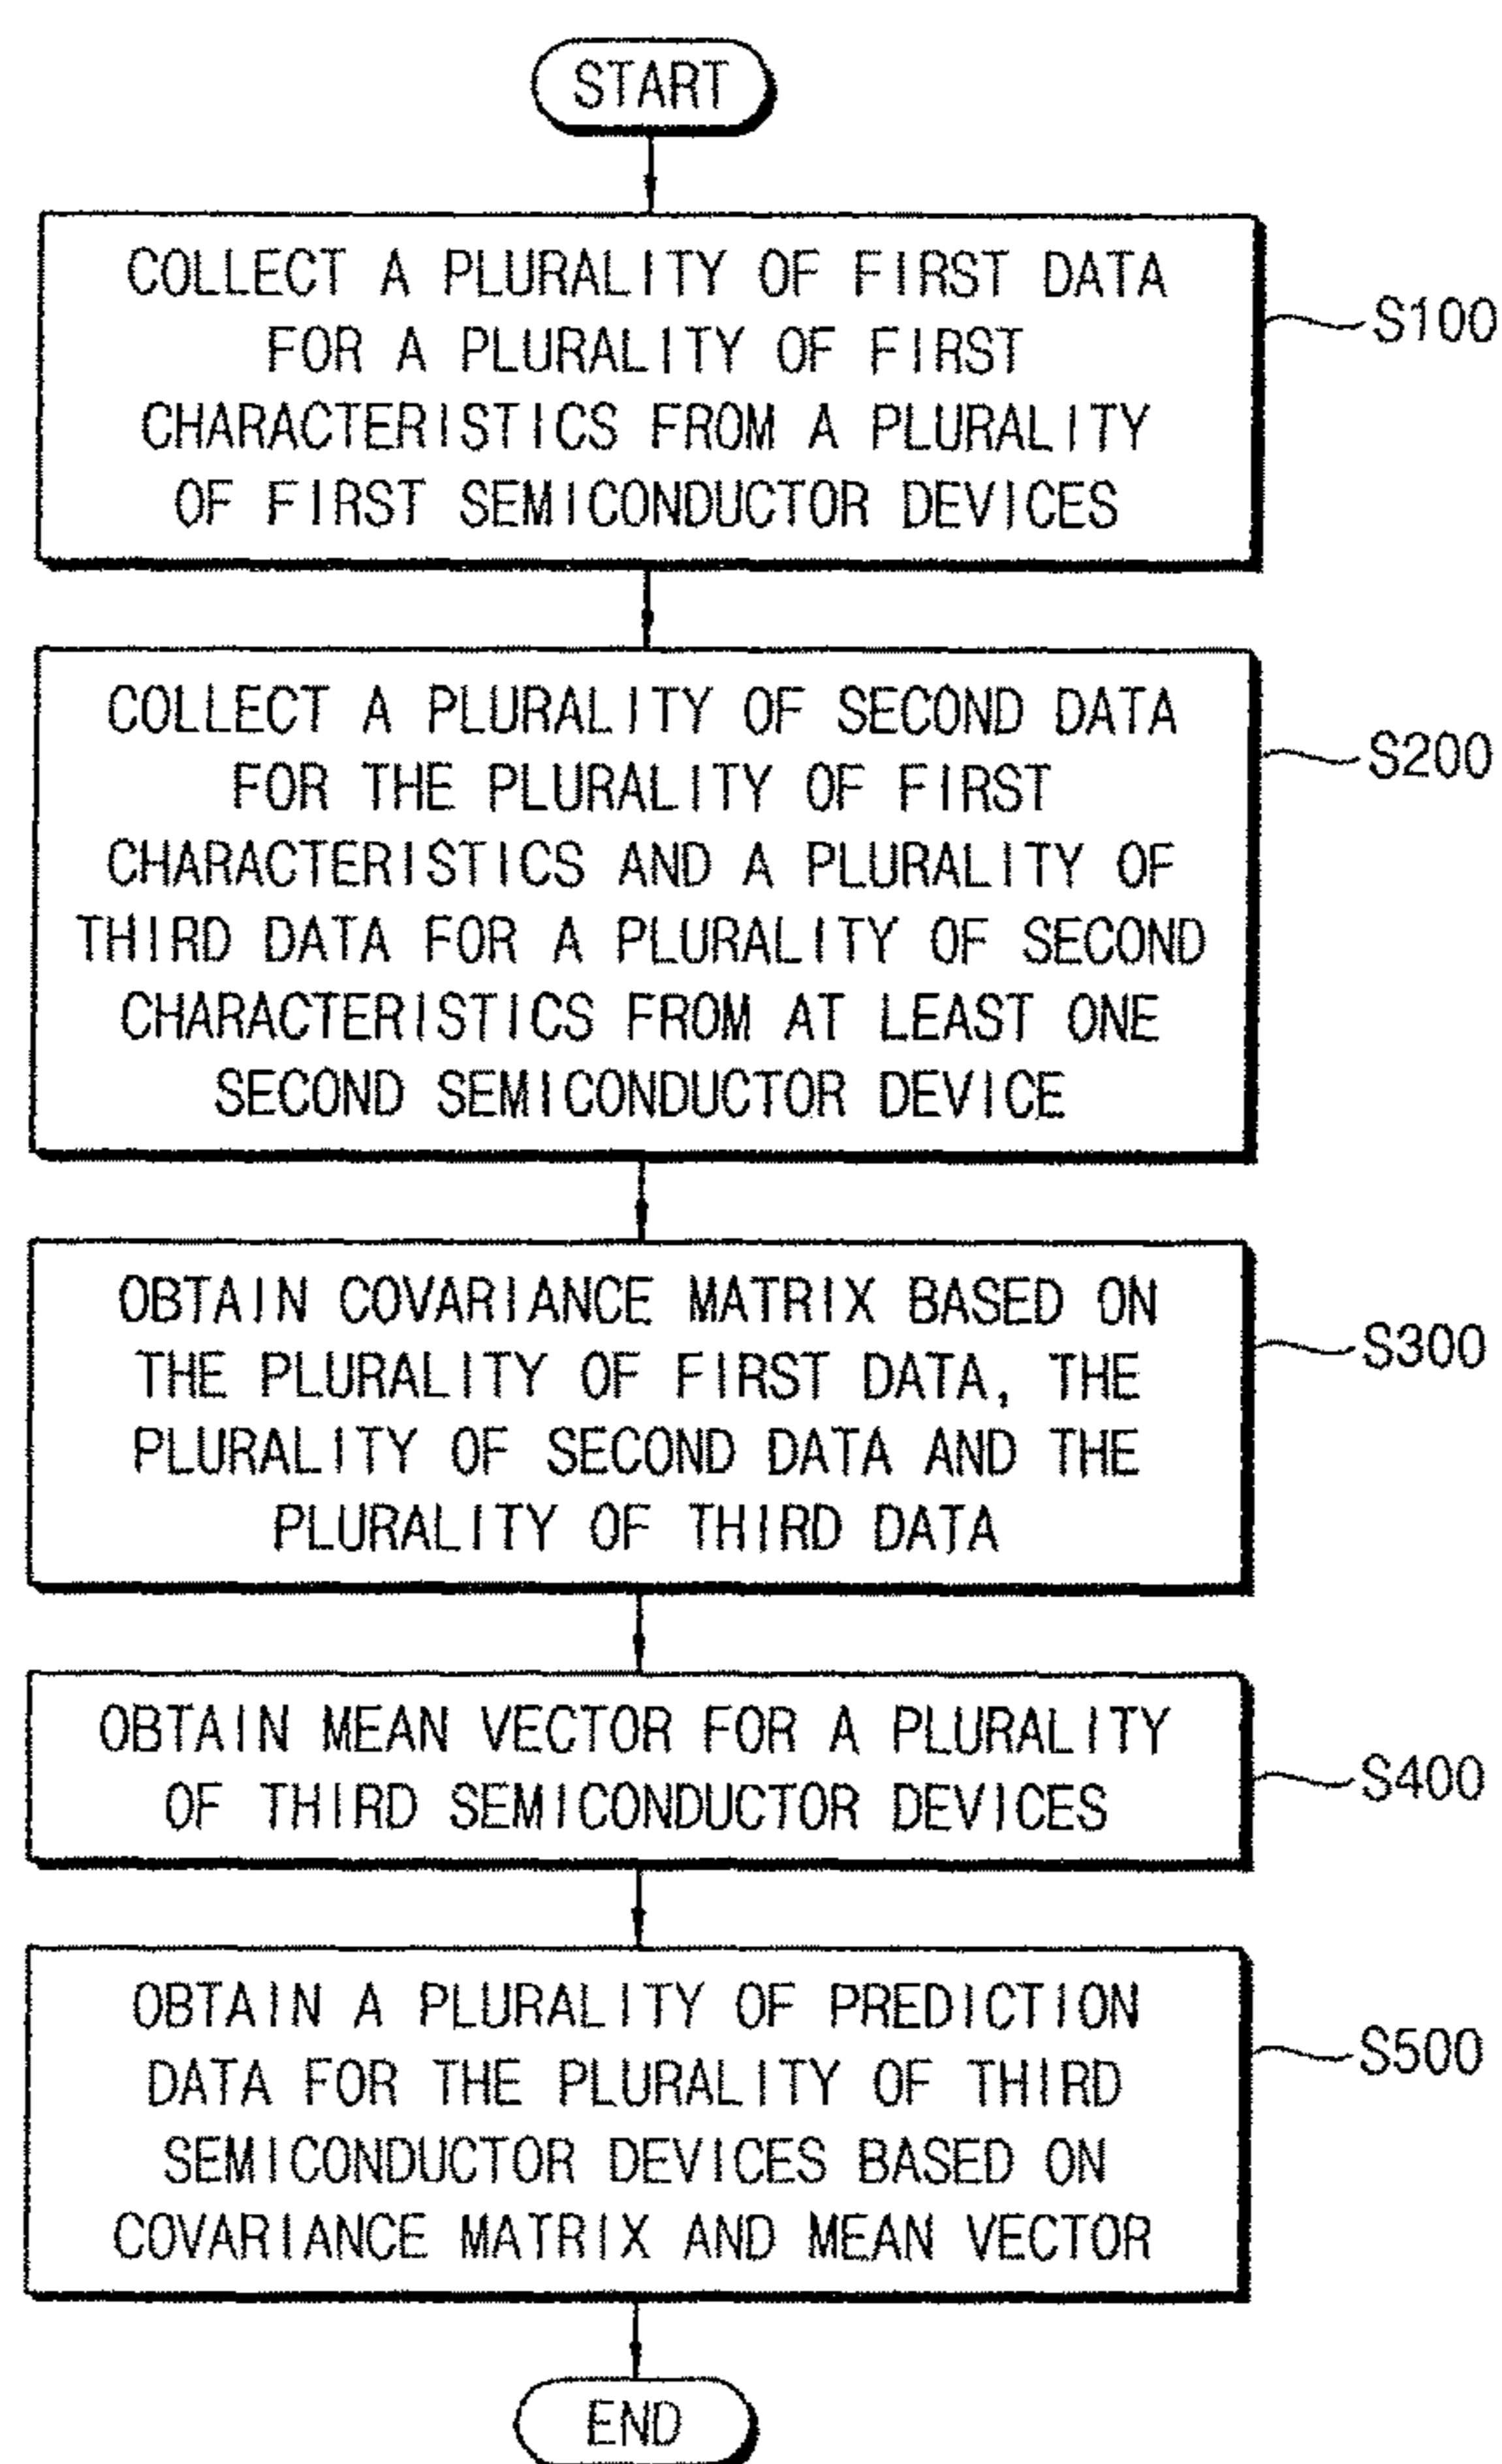 START
COLLECT A PLURALITY OF FIRST DATA
FOR A PLURALITY OF FIRST
CHARACTERISTICS FROM A PLURALITY
OF FIRST SEMICONDUCTOR DEVICES
S100
COLLECT A PLURALITY OF SECOND DATA
FOR THE PLURALITY OF FIRST
CHARACTERISTICS AND A PLURALITY OF
THIRD DATA FOR A PLURALITY OF SECOND
CHARACTERISTICS FROM AT LEAST ONE
SECOND SEMICONDUCTOR DEVICE
S200
OBTAIN COVARIANCE MATRIX BASED ON
THE PLURALITY OF FIRST DATA, THE
PLURALITY OF SECOND DATA AND THE
PLURALITY OF THIRD DATA
S300
OBTAIN MEAN VECTOR FOR A PLURALITY
OF THIRD SEMICONDUCTOR DEVICES
S400
OBTAIN A PLURALITY OF PREDICTION
DATA FOR THE PLURALITY OF THIRD
SEMICONDUCTOR DEVICES BASED ON
COVARIANCE MATRIX AND MEAN VECTOR
S500
END